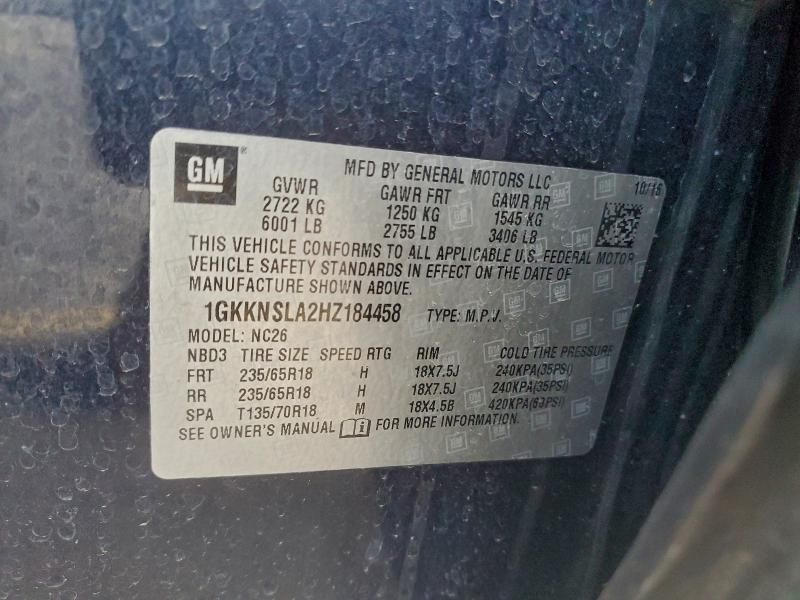 GM
MFD BY GENERAL MOTORS LLC
GVWR GAWR FRT GAWR RR
2722 KG 1250 KG 1545 KG
6001 LB 2755 LB 3406 LB
THIS VEHICLE CONFORMS TO ALL APPLICABLE U.S. FEDERAL MOTOR
VEHICLE SAFETY STANDARDS IN EFFECT ON THE DATE OF
MANUFACTURE SHOWN ABOVE.
1GKKNSLA2HZ184458 TYPE: M.P.V.
MODEL: NC26
NBD3 TIRE SIZE SPEED RTG RIM COLD TIRE PRESSURE
FRT 235/65R18 H 18X7.5J 240KPA(35PSI)
RR 235/65R18 H 18X7.5J 240KPA(35PSI)
SPA T135/70R18 M 18X4.5B 420KPA(63PSI)
SEE OWNER'S MANUAL i FOR MORE INFORMATION.